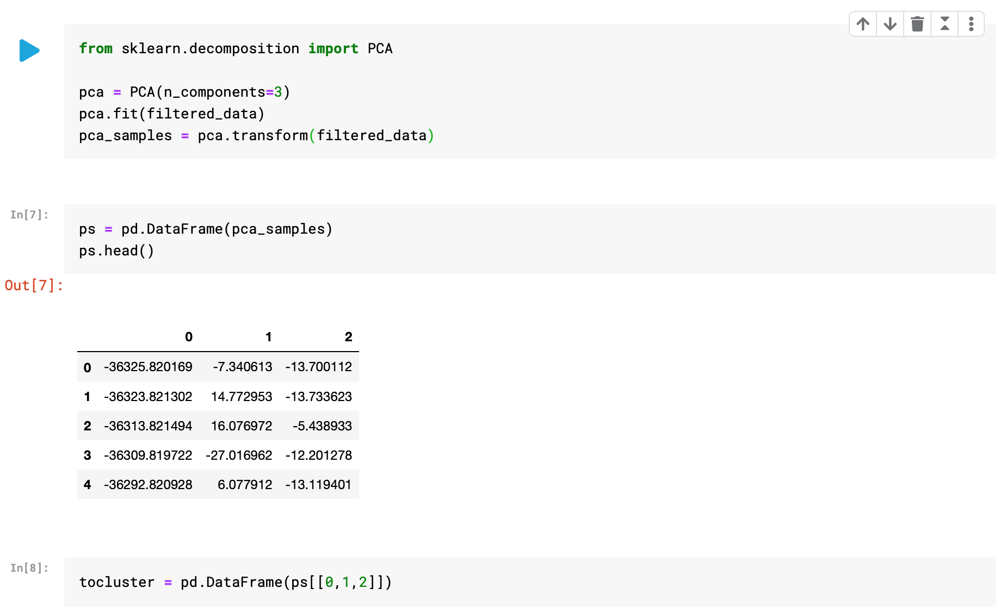 from sklearn.decomposition import PCA
pca = PCA(n_components=3)
pca.fit(filtered_data)
pca_samples = pca.transform(filtered_data)
In[7]:
ps = pd.DataFrame(pca_samples)
ps.head()
Out[7]:
0 1 2
0 -36325.820169 -7.340613 -13.700112
1 -36323.821302 14.772953 -13.733623
2 -36313.821494 16.076972 -5.438933
3 -36309.819722 -27.016962 -12.201278
4 -36292.820928 6.077912 -13.119401
In[8]:
tocluster = pd.DataFrame(ps[[0,1,2]])